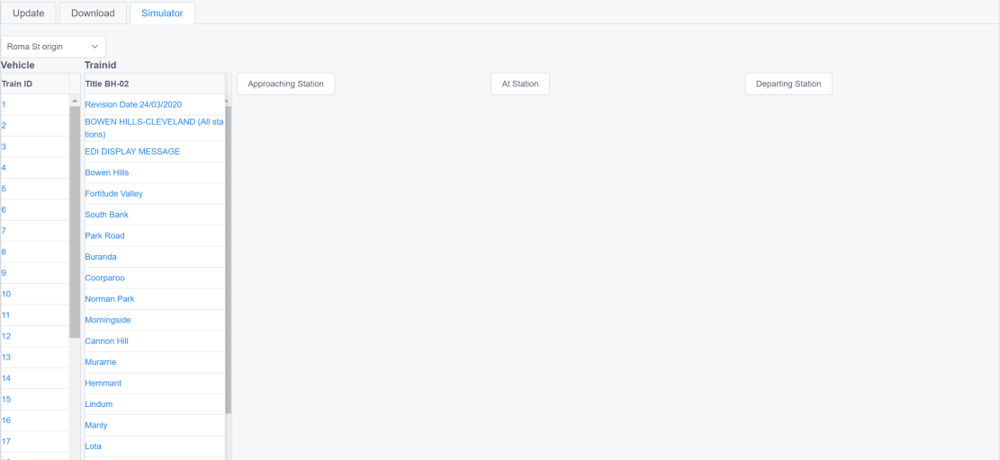 Update Download Simulator
Roma St origin
Vehicle Trainid
Train ID Title BH-02 Approaching Station At Station Departing Station
1 Revision Date:24/03/2020
2 BOWEN HILLS-CLEVELAND (All sta
tions)
3 EDI DISPLAY MESSAGE
4 Bowen Hills
5 Fortitude Valley
6 South Bank
7 Park Road
8 Buranda
9 Coorparoo
10 Norman Park
11 Morningside
12 Cannon Hill
13 Murarrie
14 Hemmant
15 Lindum
16 Manly
17 Lota